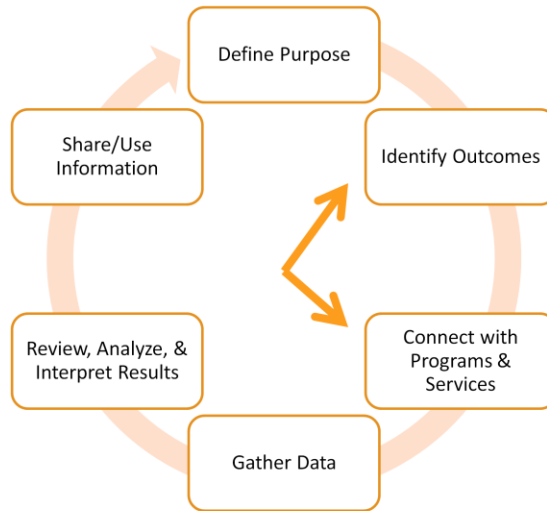 Define Purpose
Identify Outcomes
Connect with
Programs &
Services
Gather Data
Review, Analyze, &
Interpret Results
Share/Use
Information